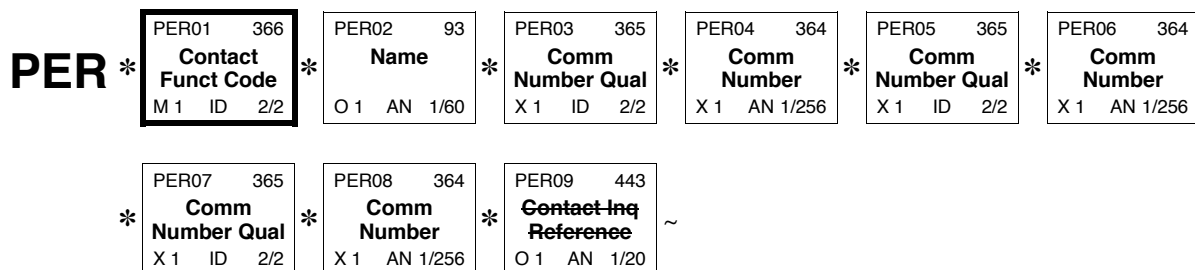 PER * PER01 366 * PER02 93 * PER03 365 * PER04 364 * PER05 365 * PER06 364
Contact Name Comm Comm Comm Comm
Funct Code Number Qual Number Number Qual Number
M 1 ID 2/2 O 1 AN 1/60 X 1 ID 2/2 X 1 AN 1/256 X 1 ID 2/2 X 1 AN 1/256
* PER07 365 * PER08 364 * PER09 443 ~
Comm Comm Contact Inq
Number Qual Number Reference
X 1 ID 2/2 X 1 AN 1/256 O 1 AN 1/20